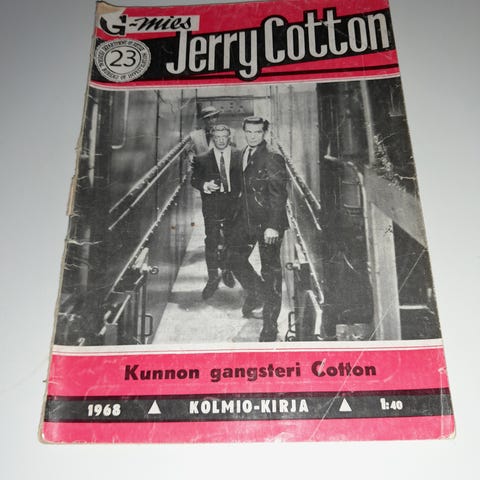 G-mies
Jerry Cotton
23
Kunnon gangsteri Cotton
1968 ▲ KOLMIO-KIRJA ▲ 1:40